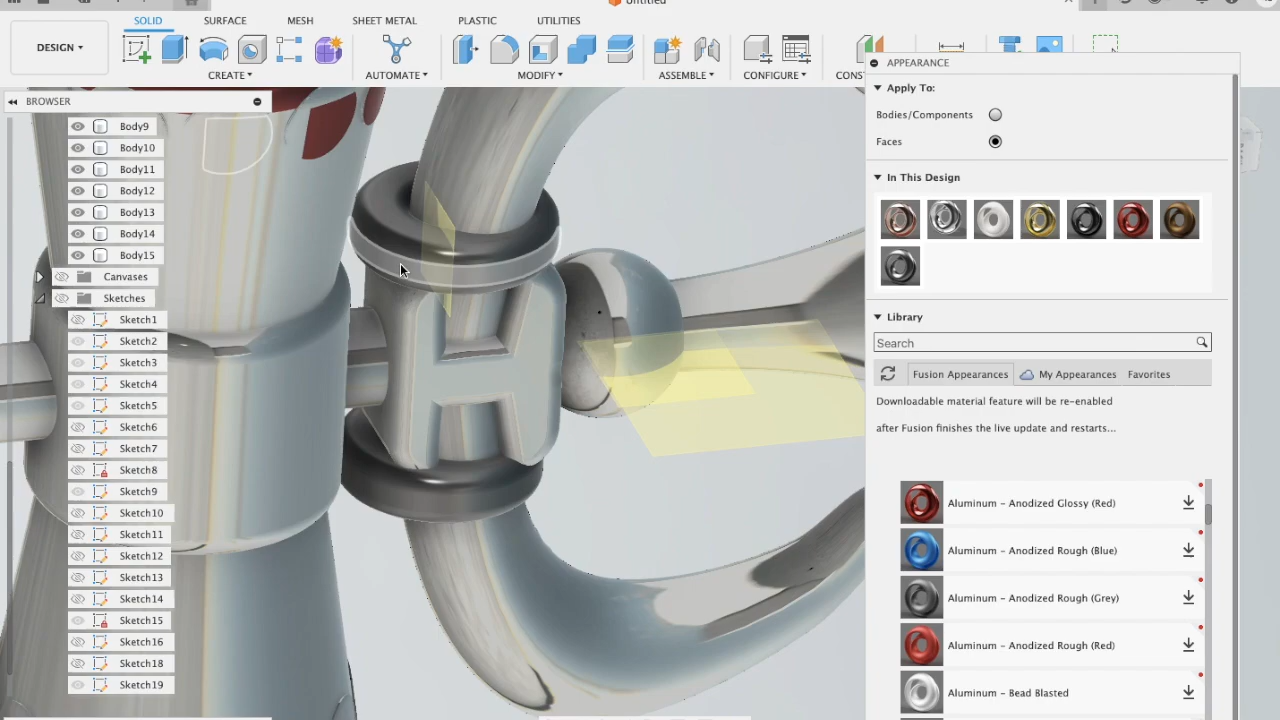 Untitled
SOLID SURFACE MESH SHEET METAL PLASTIC UTILITIES
DESIGN
CREATE AUTOMATE MODIFY ASSEMBLE CONFIGURE
BROWSER
Body9
Body10
Body11
Body12
Body13
Body14
Body15
Canvases
Sketches
Sketch1
Sketch2
Sketch3
Sketch4
Sketch5
Sketch6
Sketch7
Sketch8
Sketch9
Sketch10
Sketch11
Sketch12
Sketch13
Sketch14
Sketch15
Sketch16
Sketch18
Sketch19
H
APPEARANCE
Apply To:
Bodies/Components
Faces
In This Design
Library
Search
Fusion Appearances My Appearances Favorites
Downloadable material feature will be re-enabled
after Fusion finishes the live update and restarts...
Aluminum - Anodized Glossy (Red)
Aluminum - Anodized Rough (Blue)
Aluminum - Anodized Rough (Grey)
Aluminum - Anodized Rough (Red)
Aluminum - Bead Blasted